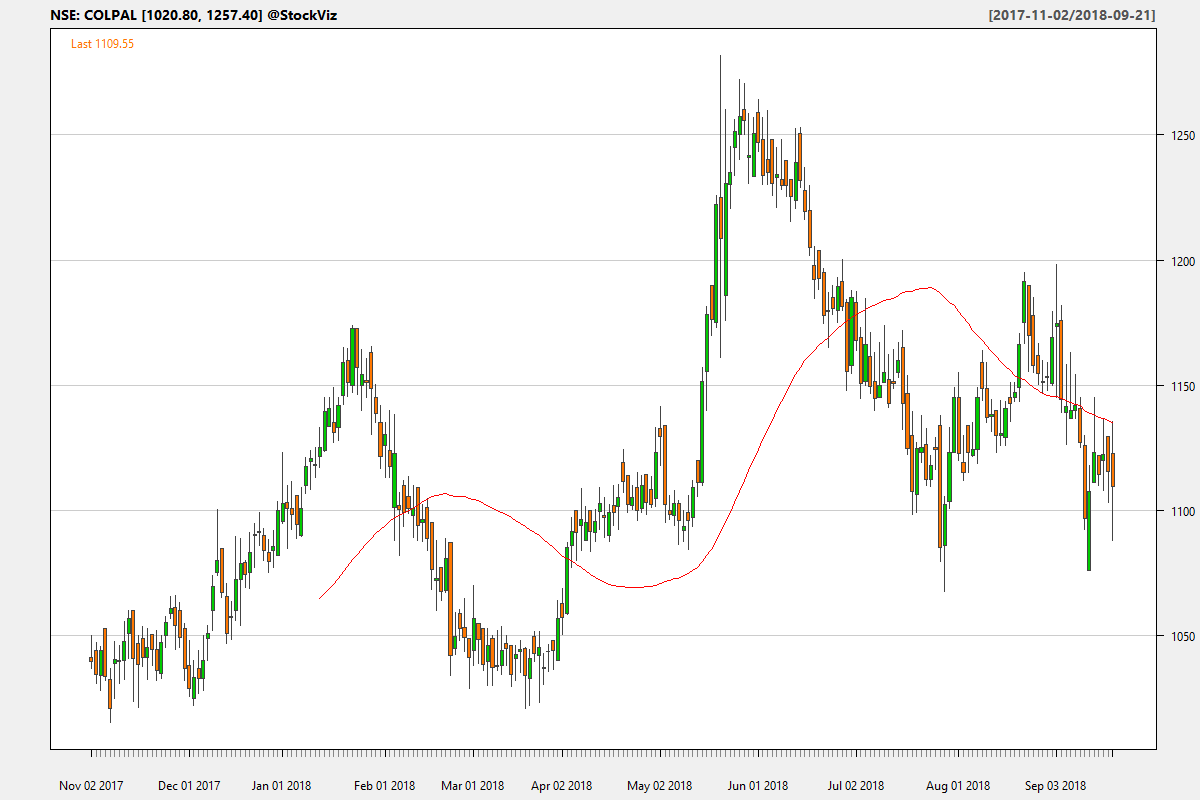 NSE: COLPAL [1020.80, 1257.40] @StockViz
[2017-11-02/2018-09-21]
Last 1109.55
1250
1200
1150
1100
1050
Nov 02 2017
Dec 01 2017
Jan 01 2018
Feb 01 2018
Mar 01 2018
Apr 02 2018
May 02 2018
Jun 01 2018
Jul 02 2018
Aug 01 2018
Sep 03 2018